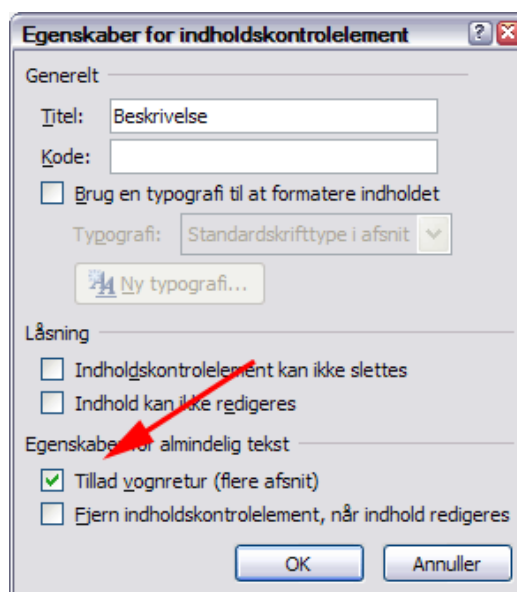 Egenskaber for indholdskontrolelement
Generelt
Titel: Beskrivelse
Kode:
Brug en typografi til at formatere indholdet
Typografi: Standardskrifttype i afsnit
Ny typografi...
Låsning
Indholdskontrolelement kan ikke slettes
Indhold kan ikke redigeres
Egenskaber for almindelig tekst
Tillad vognretur (flere afsnit)
Fjern indholdskontrolelement, når indhold redigeres
OK Annuller